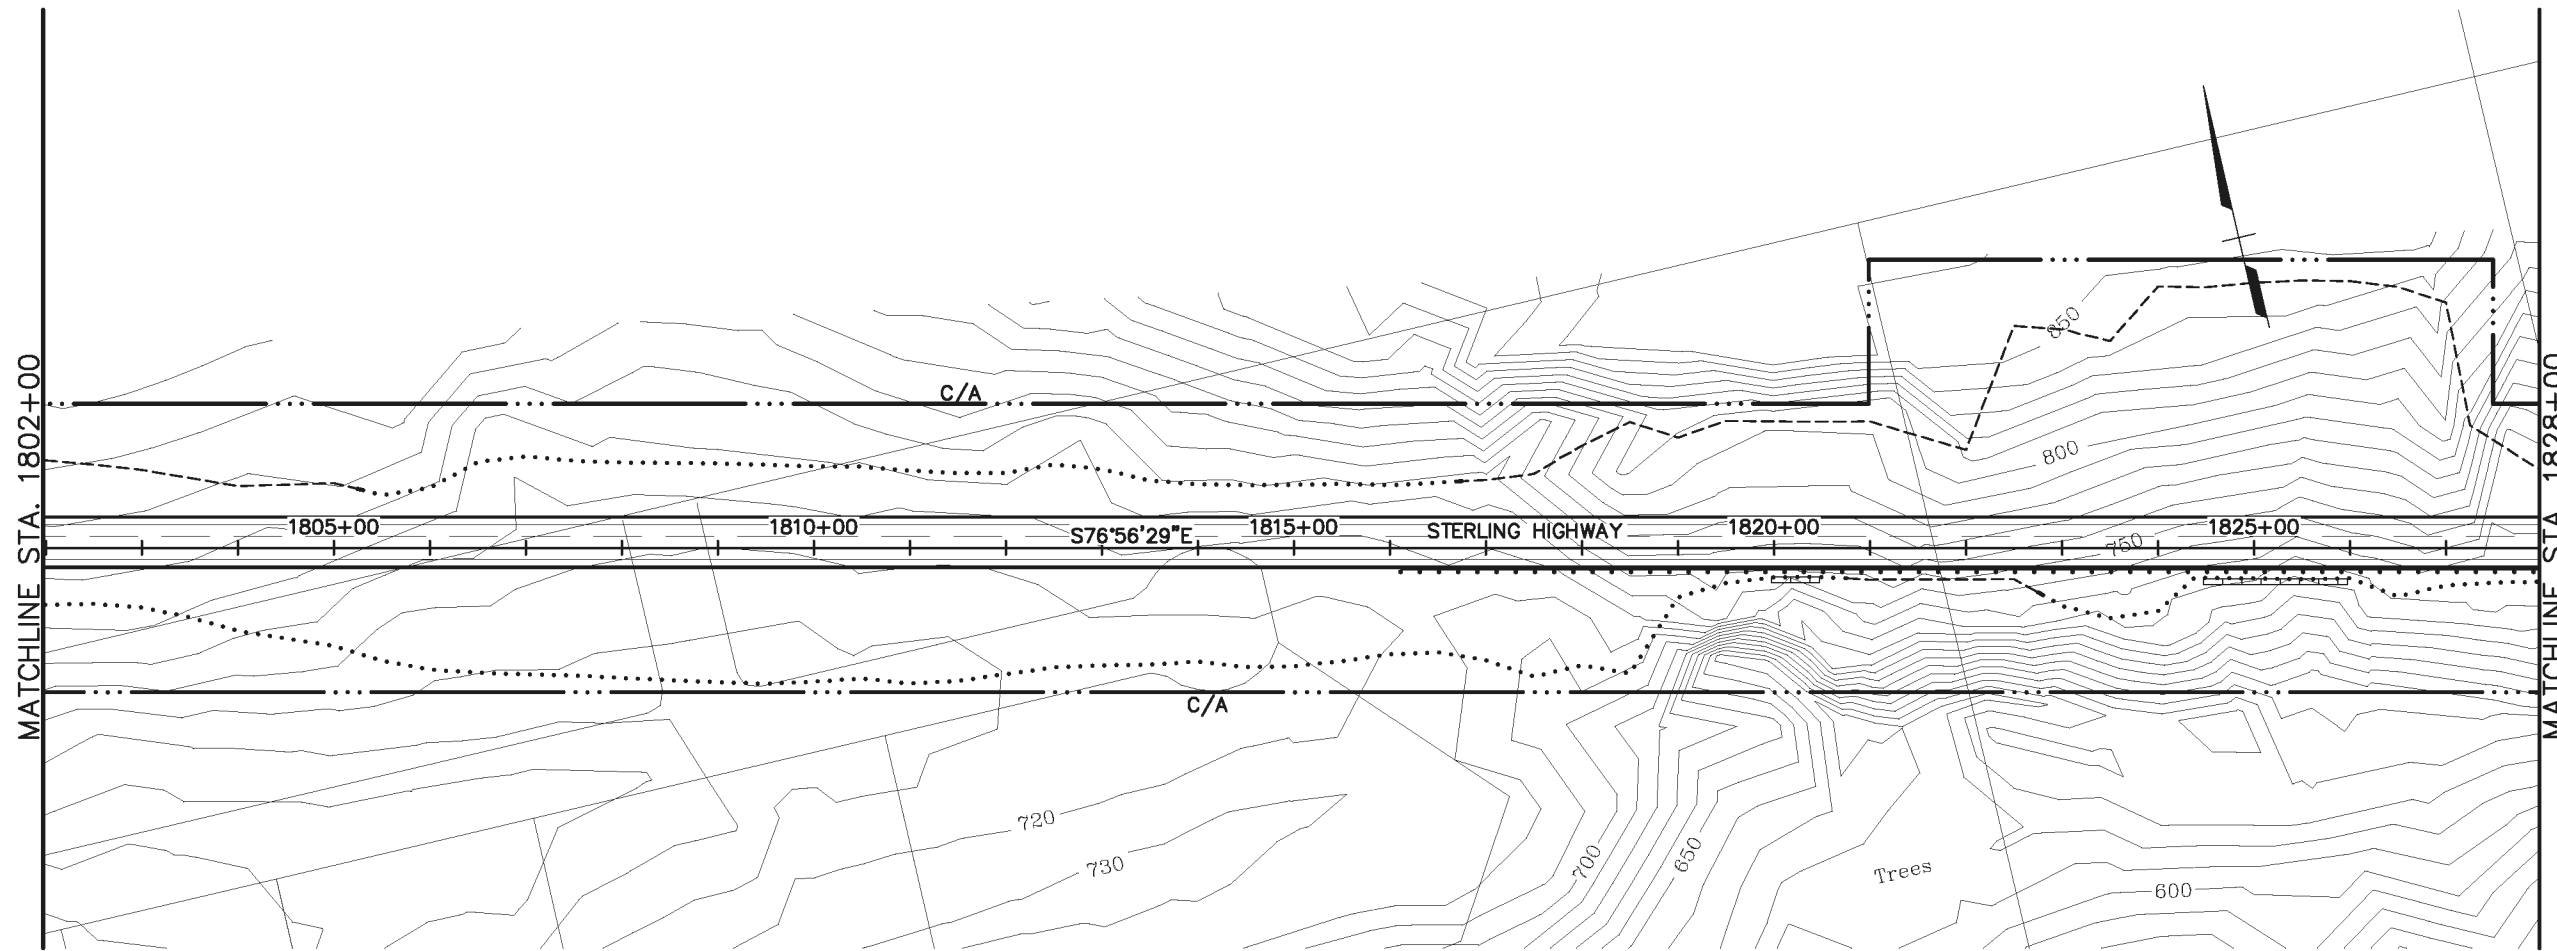 MATCHLINE STA. 1802+00
C/A
850
800
1805+00
1810+00
S76°56'29"E
1815+00
STERLING HIGHWAY
1820+00
750
1825+00
MATCHLINE STA. 1828+00
C/A
720
730
700
650
Trees
600